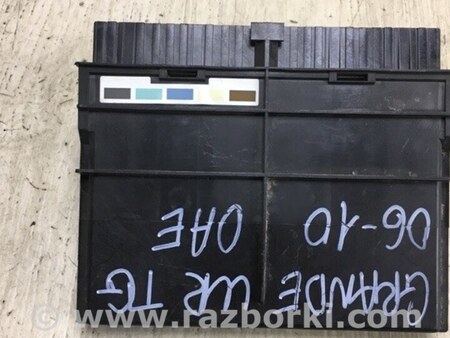 GRANDEUR TG
06-10 OAE
© www.razborki.com